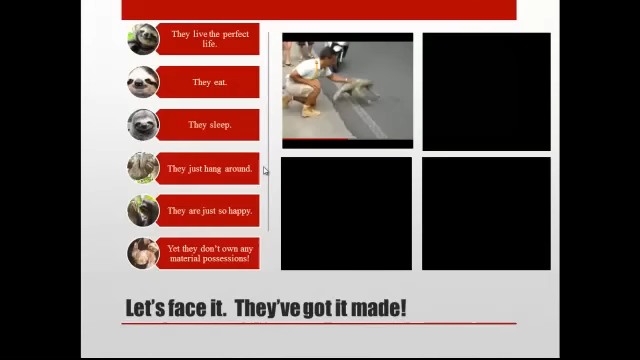 They live the perfect
life.
They eat.
They sleep.
They just hang around.
They are just so happy.
Yet they don't own any
material possessions!
Let's face it.  They've got it made!